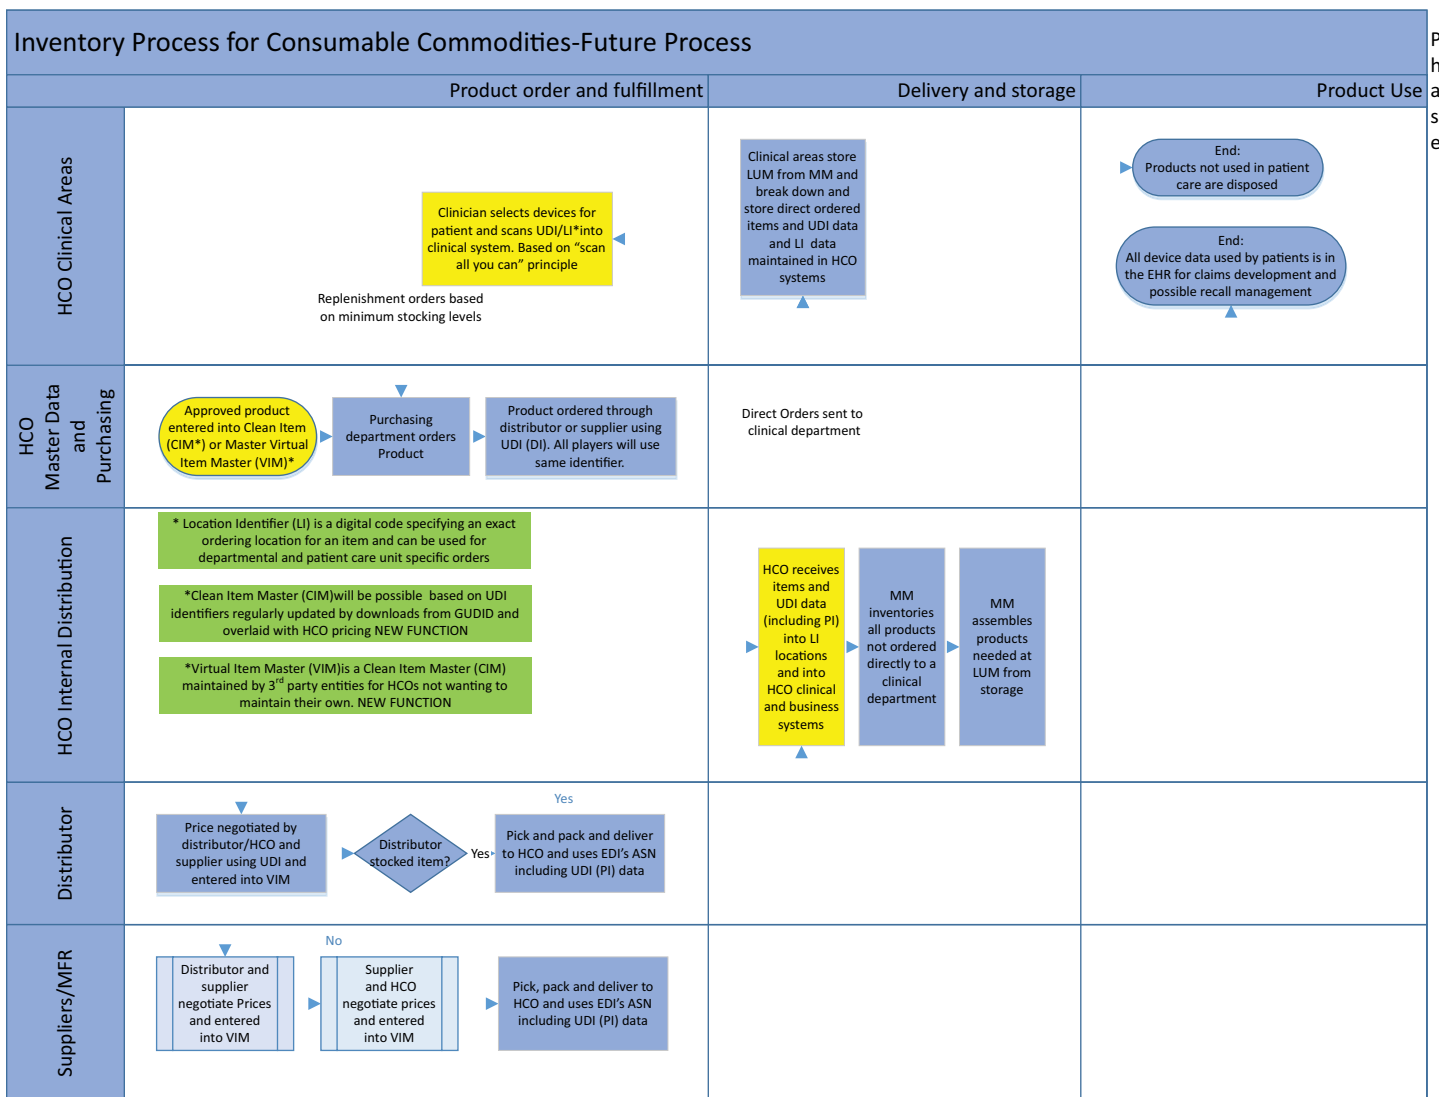 Inventory Process for Consumable Commodities-Future Process
Product order and fulfillment
Delivery and storage
Product Use
HCO Clinical Areas
Clinician selects devices for
patient and scans UDI/LI*into
clinical system. Based on “scan
all you can” principle
Replenishment orders based
on minimum stocking levels
Clinical areas store
LUM from MM and
break down and
store direct ordered
items and UDI data
and LI data
maintained in HCO
systems
End:
Products not used in patient
care are disposed
End:
All device data used by patients is in
the EHR for claims development and
possible recall management
HCO
Master Data
and
Purchasing
Approved product
entered into Clean Item
(CIM*) or Master Virtual
Item Master (VIM)*
Purchasing
department orders
Product
Product ordered through
distributor or supplier using
UDI (DI). All players will use
same identifier.
Direct Orders sent to
clinical department
HCO Internal Distribution
* Location Identifier (LI) is a digital code specifying an exact
ordering location for an item and can be used for
departmental and patient care unit specific orders
*Clean Item Master (CIM)will be possible based on UDI
identifiers regularly updated by downloads from GUDID and
overlaid with HCO pricing NEW FUNCTION
*Virtual Item Master (VIM)is a Clean Item Master (CIM)
maintained by 3rd party entities for HCOs not wanting to
maintain their own. NEW FUNCTION
HCO receives
items and
UDI data
(including PI)
into LI
locations
and into
HCO clinical
and business
systems
MM
inventories
all products
not ordered
directly to a
clinical
department
MM
assembles
products
needed at
LUM from
storage
Distributor
Price negotiated by
distributor/HCO and
supplier using UDI and
entered into VIM
Distributor
stocked item?
Yes
Yes
Pick and pack and deliver
to HCO and uses EDI’s ASN
including UDI (PI) data
Suppliers/MFR
Distributor and
supplier
negotiate Prices
and entered
into VIM
No
Supplier
and HCO
negotiate prices
and entered
into VIM
Pick, pack and deliver to
HCO and uses EDI’s ASN
including UDI (PI) data